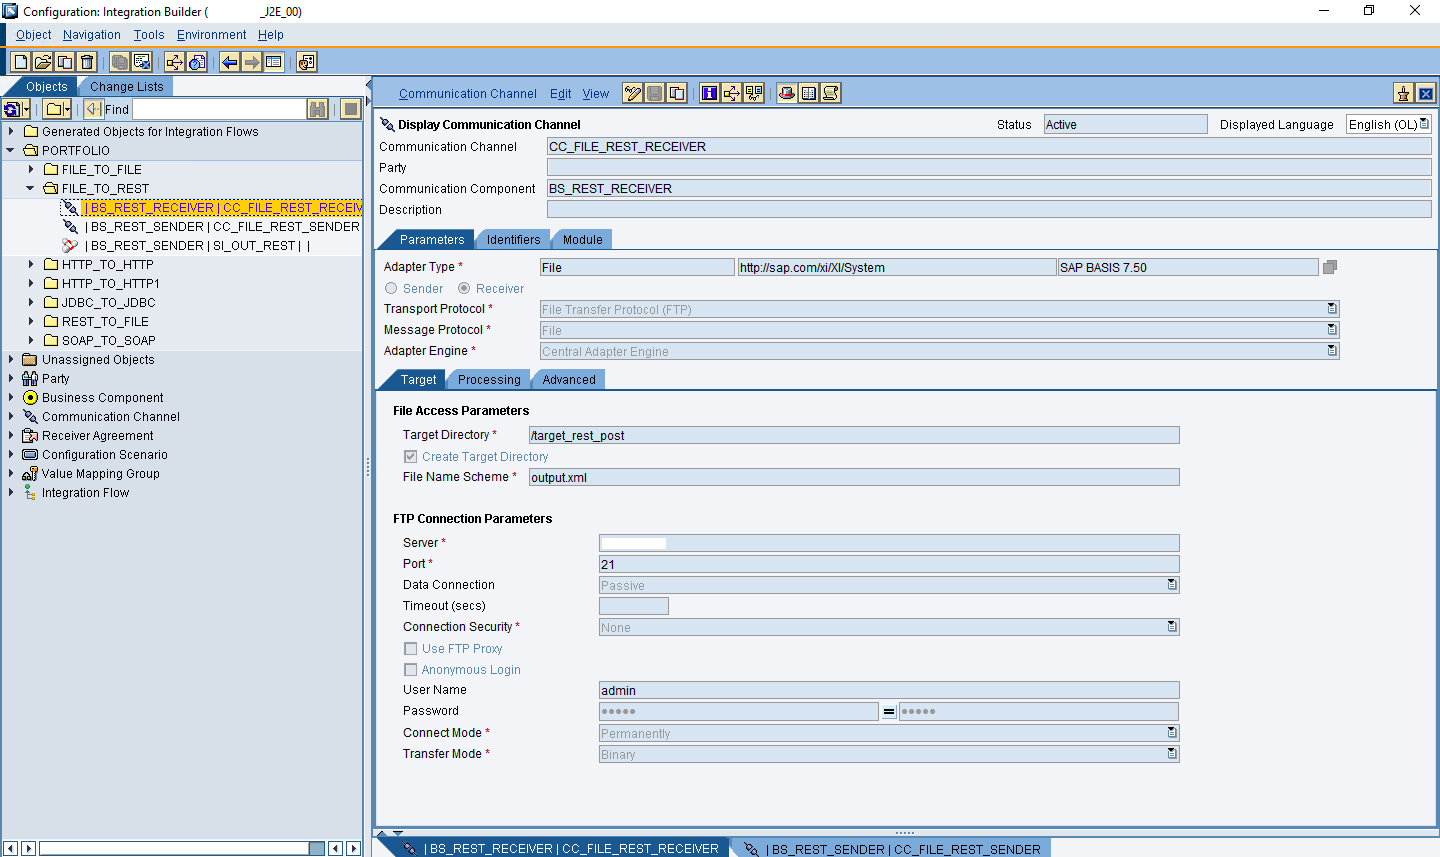 Configuration: Integration Builder ( _J2E_00)
Object Navigation Tools Environment Help
Objects Change Lists
Find
Generated Objects for Integration Flows
PORTFOLIO
FILE_TO_FILE
FILE_TO_REST
| BS_REST_RECEIVER | CC_FILE_REST_RECEIV
| BS_REST_SENDER | CC_FILE_REST_SENDER
| BS_REST_SENDER | SI_OUT_REST | |
HTTP_TO_HTTP
HTTP_TO_HTTP1
JDBC_TO_JDBC
REST_TO_FILE
SOAP_TO_SOAP
Unassigned Objects
Party
Business Component
Communication Channel
Receiver Agreement
Configuration Scenario
Value Mapping Group
Integration Flow
Communication Channel Edit View
Display Communication Channel Status Active Displayed Language English (OL)
Communication Channel CC_FILE_REST_RECEIVER
Party
Communication Component BS_REST_RECEIVER
Description
Parameters Identifiers Module
Adapter Type * File http://sap.com/xi/XI/System SAP BASIS 7.50
Sender Receiver
Transport Protocol * File Transfer Protocol (FTP)
Message Protocol * File
Adapter Engine * Central Adapter Engine
Target Processing Advanced
File Access Parameters
Target Directory * /target_rest_post
Create Target Directory
File Name Scheme * output.xml
FTP Connection Parameters
Server *
Port * 21
Data Connection Passive
Timeout (secs)
Connection Security * None
Use FTP Proxy
Anonymous Login
User Name admin
Password ●●●●● = ●●●●●
Connect Mode * Permanently
Transfer Mode * Binary
| BS_REST_RECEIVER | CC_FILE_REST_RECEIVER | BS_REST_SENDER | CC_FILE_REST_SENDER